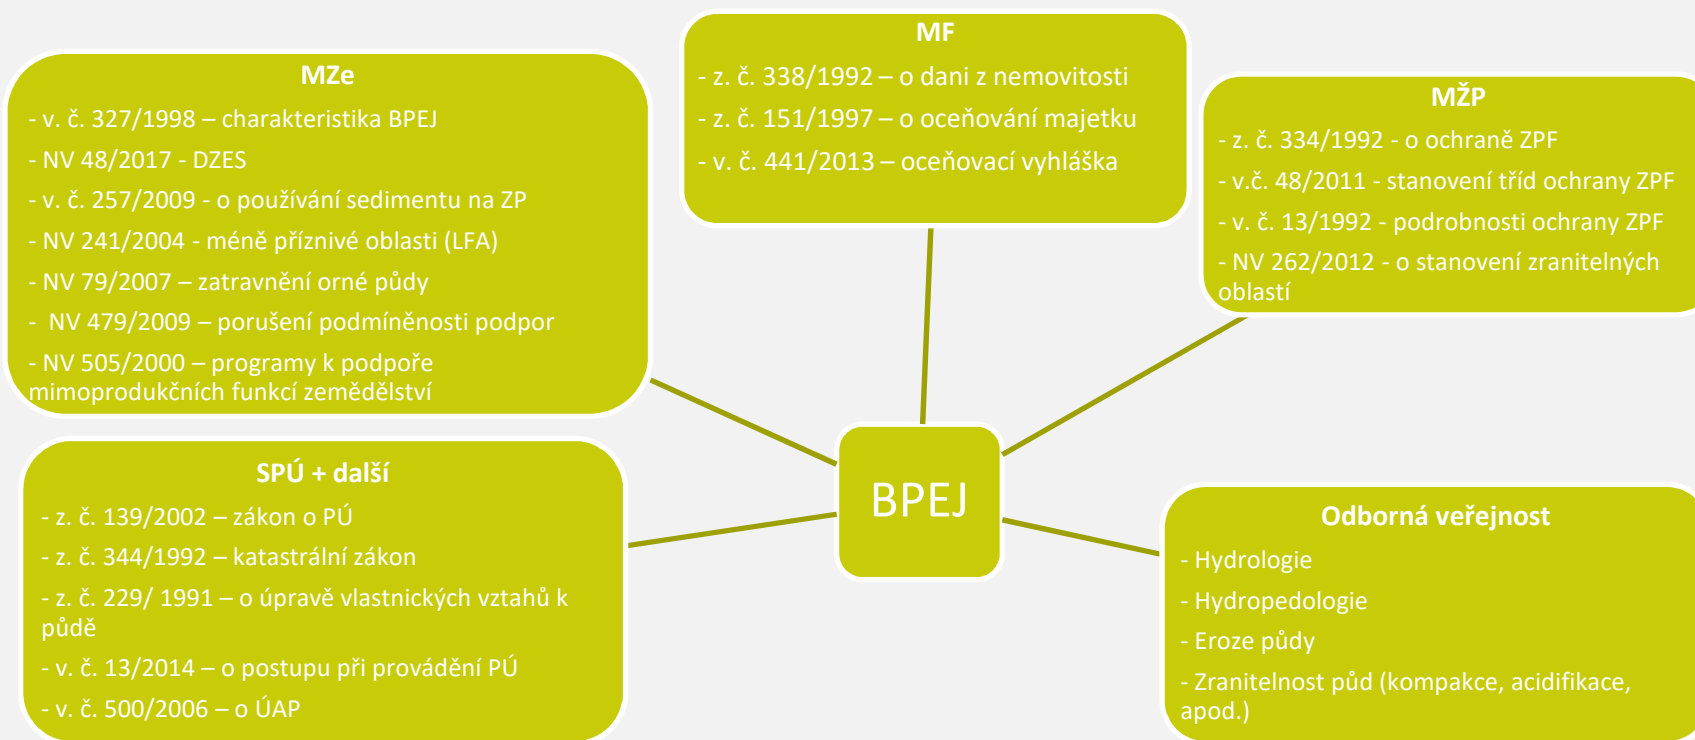 MZe
- v. č. 327/1998 – charakteristika BPEJ
- NV 48/2017 - DZES
- v. č. 257/2009 - o používání sedimentu na ZP
- NV 241/2004 - méně příznivé oblasti (LFA)
- NV 79/2007 – zatravnění orné půdy
- NV 479/2009 – porušení podmíněnosti podpor
- NV 505/2000 – programy k podpoře
mimoprodukčních funkcí zemědělství
MF
- z. č. 338/1992 – o dani z nemovitosti
- z. č. 151/1997 – o oceňování majetku
- v. č. 441/2013 – oceňovací vyhláška
MŽP
- z. č. 334/1992 - o ochraně ZPF
- v.č. 48/2011 - stanovení tříd ochrany ZPF
- v. č. 13/1992 - podrobnosti ochrany ZPF
- NV 262/2012 - o stanovení zranitelných
oblastí
BPEJ
SPÚ + další
- z. č. 139/2002 – zákon o PÚ
- z. č. 344/1992 – katastrální zákon
- z. č. 229/ 1991 – o úpravě vlastnických vztahů k
půdě
- v. č. 13/2014 – o postupu při provádění PÚ
- v. č. 500/2006 – o ÚAP
Odborná veřejnost
- Hydrologie
- Hydropedologie
- Eroze půdy
- Zranitelnost půd (kompakce, acidifikace,
apod.)